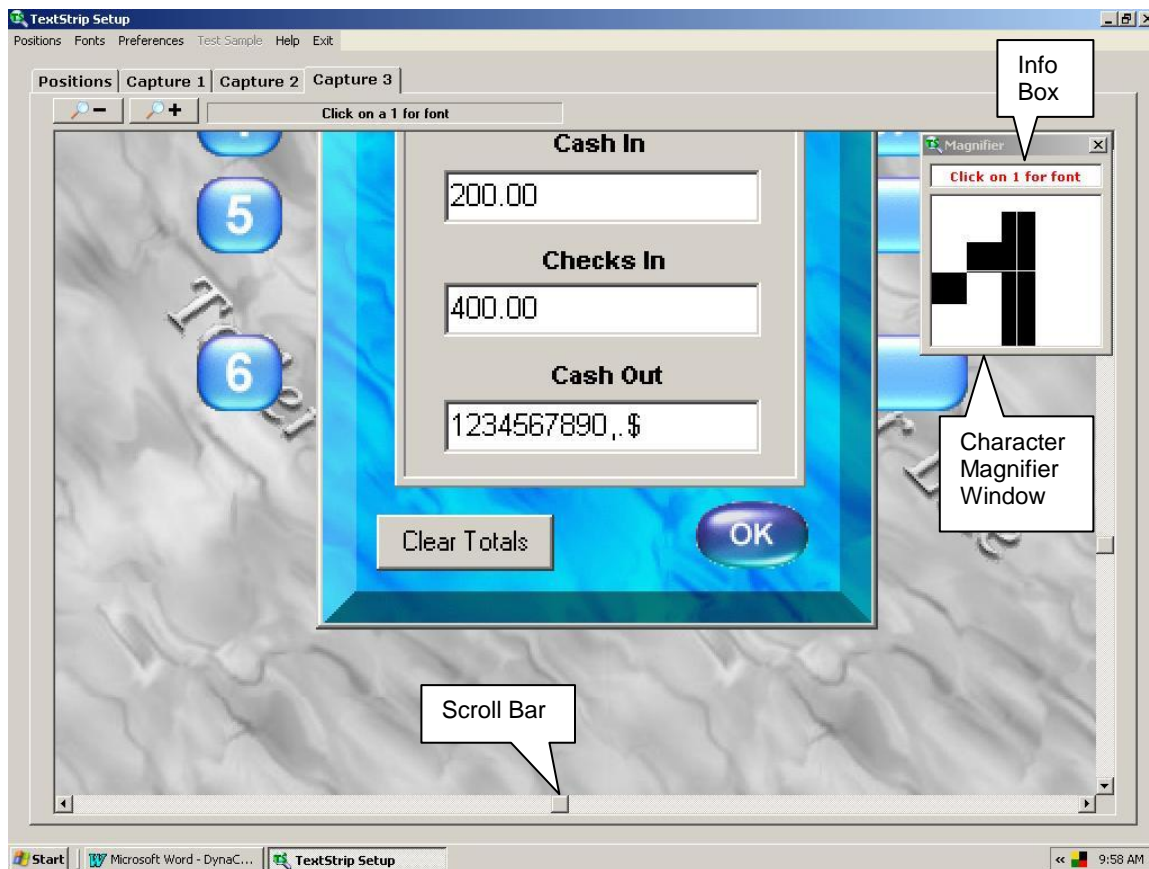 TextStrip Setup
Positions Fonts Preferences Test Sample Help Exit
Positions Capture 1 Capture 2 Capture 3
Click on a 1 for font
Info
Box
Magnifier
Click on 1 for font
Cash In
200.00
5
Checks In
400.00
6
Cash Out
1234567890,.$
Character
Magnifier
Window
Clear Totals
OK
Scroll Bar
Start
Microsoft Word - DynaC...
TextStrip Setup
9:58 AM